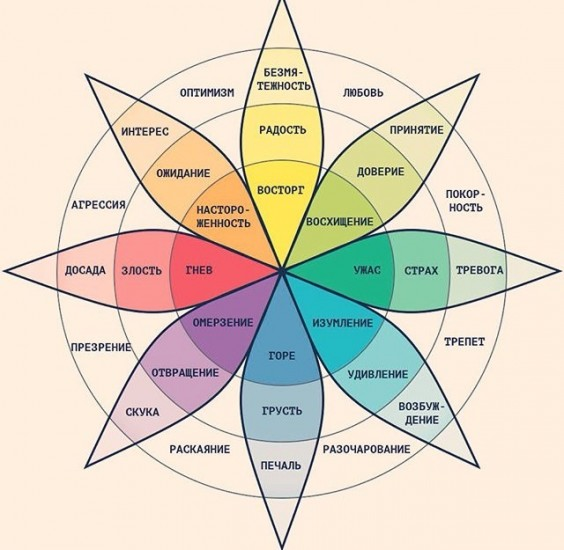 БЕЗМЯ-
ТЕЖНОСТЬ
ОПТИМИЗМ
ЛЮБОВЬ
ИНТЕРЕС
РАДОСТЬ
ПРИНЯТИЕ
ОЖИДАНИЕ
ДОВЕРИЕ
ВОСТОРГ
АГРЕССИЯ
НАСТОРО-
ЖЕННОСТЬ
ВОСХИЩЕНИЕ
ПОКОР-
НОСТЬ
ДОСАДА
ЗЛОСТЬ
ГНЕВ
УЖАС
СТРАХ
ТРЕВОГА
ОМЕРЗЕНИЕ
ИЗУМЛЕНИЕ
ПРЕЗРЕНИЕ
ГОРЕ
ТРЕПЕТ
ОТВРАЩЕНИЕ
УДИВЛЕНИЕ
СКУКА
ГРУСТЬ
ВОЗБУЖ-
ДЕНИЕ
РАСКАЯНИЕ
ПЕЧАЛЬ
РАЗОЧАРОВАНИЕ